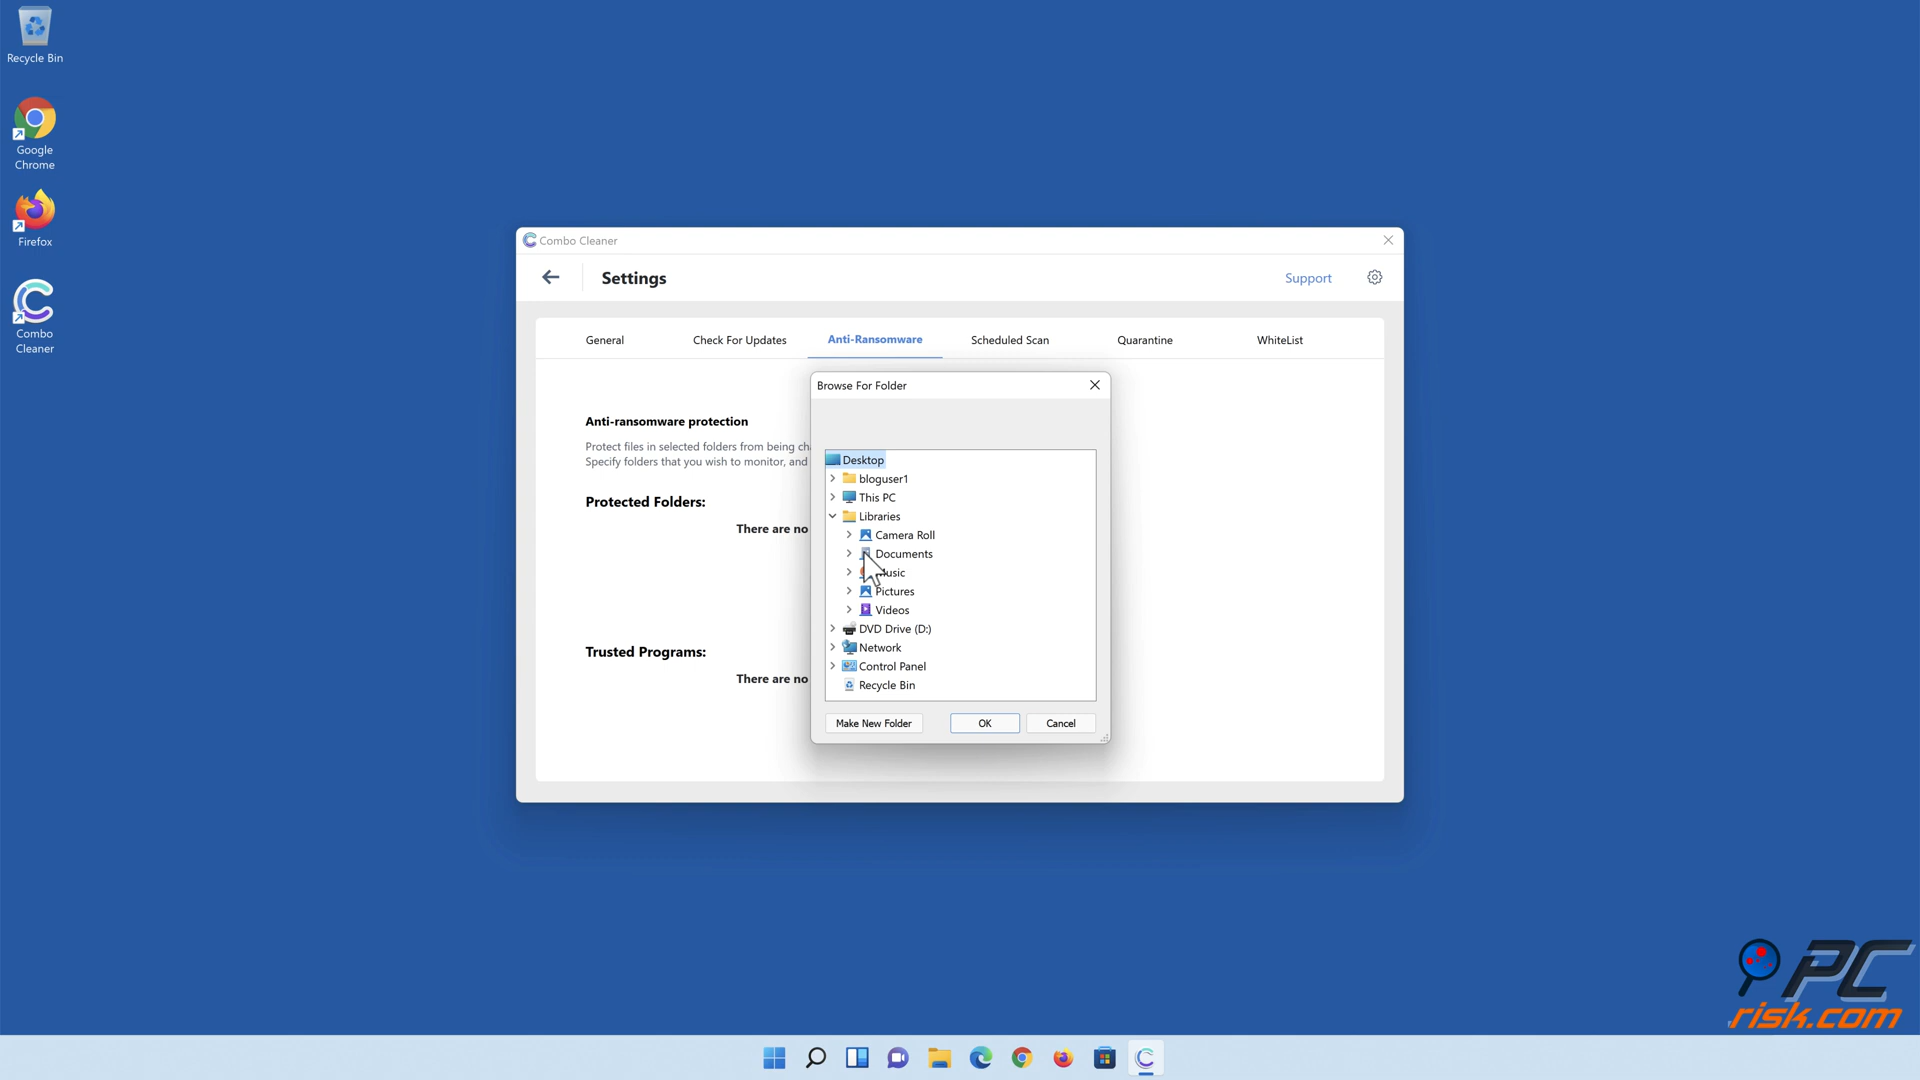 Recycle Bin
Google
Chrome
Firefox
Combo
Cleaner
Combo Cleaner
Settings
Support
General
Check For Updates
Anti-Ransomware
Scheduled Scan
Quarantine
WhiteList
Anti-ransomware protection
Protect files in selected folders from being
Specify folders that you wish to monitor, and
Protected Folders:
There are no
Trusted Programs:
There are no
Browse For Folder
Desktop
bloguser1
This PC
Libraries
Camera Roll
Documents
Pictures
Videos
DVD Drive (D:)
Network
Control Panel
Recycle Bin
Make New Folder
OK
Cancel
PC
risk.com